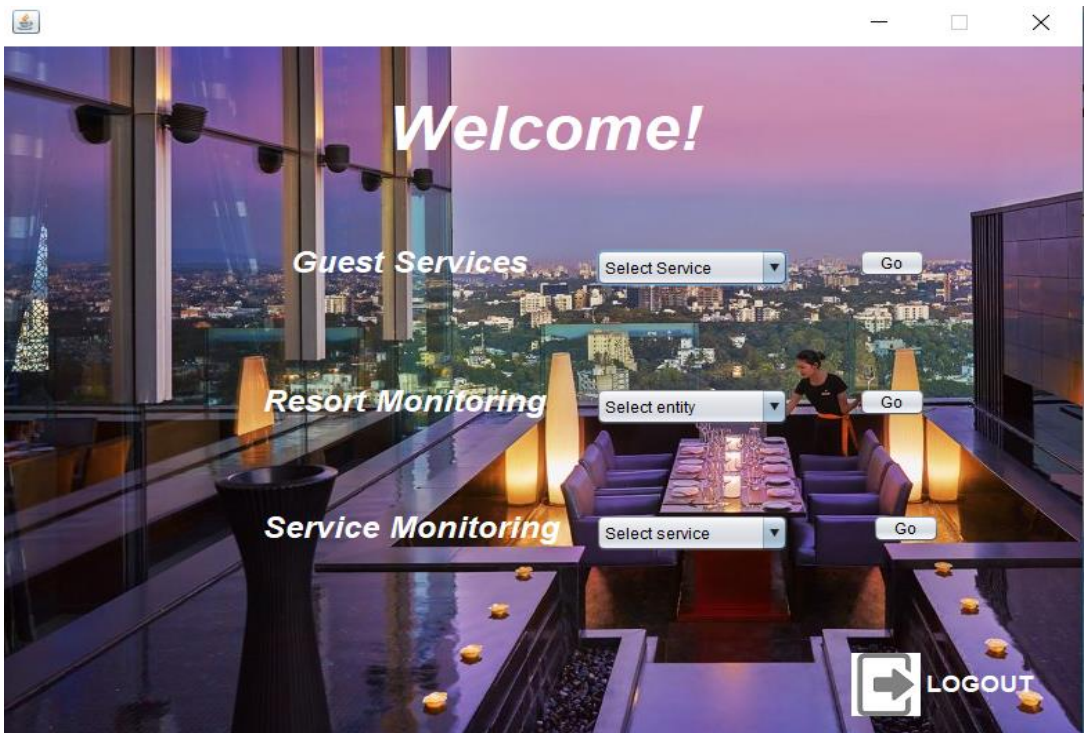 Welcome!
Guest Services Select Service Go
Resort Monitoring Select entity Go
Service Monitoring Select service Go
LOGOUT